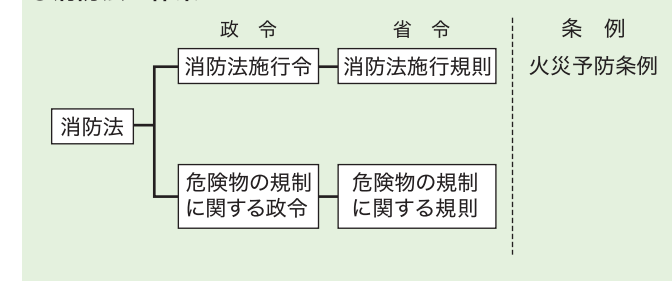 政　令
省　令
条　例
消防法施行令
消防法施行規則
火災予防条例
消防法
危険物の規制
に関する政令
危険物の規制
に関する規則